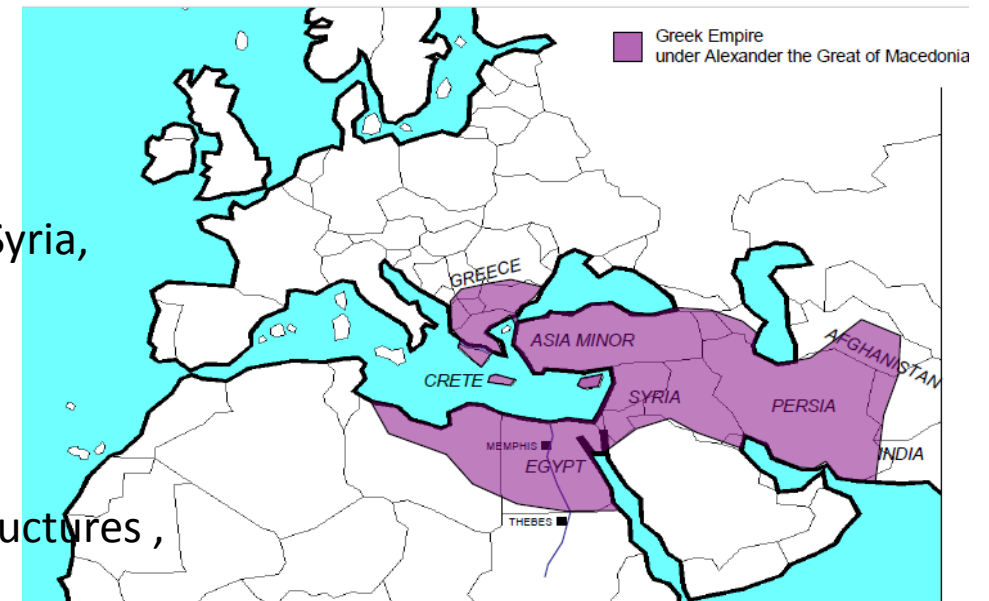 Greek Empire
under Alexander the Great of Macedonia
Syria,
GREECE
ASIA MINOR
AFGHANISTAN
CRETE
SYRIA
PERSIA
MEMPHIS
EGYPT
INDIA
THEBES
uctures ,